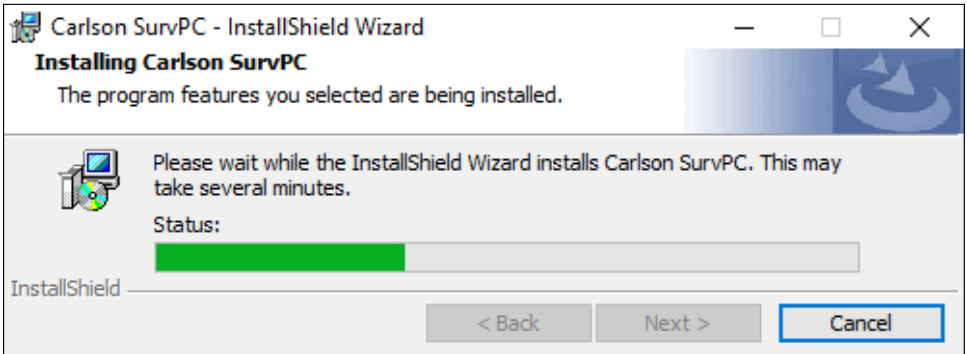 Carlson SurvPC - InstallShield Wizard
Installing Carlson SurvPC
The program features you selected are being installed.
Please wait while the InstallShield Wizard installs Carlson SurvPC. This may
take several minutes.
Status:
InstallShield
< Back Next > Cancel